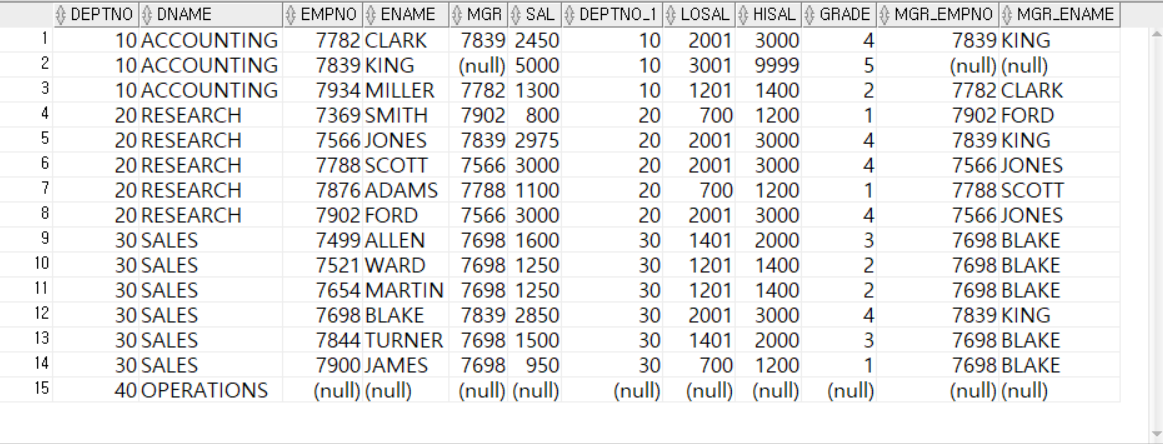 DEPTNO DNAME EMPNO ENAME MGR SAL DEPTNO_1 LOSAL HISAL GRADE MGR_EMPNO MGR_ENAME
1 10 ACCOUNTING 7782 CLARK 7839 2450 10 2001 3000 4 7839 KING
2 10 ACCOUNTING 7839 KING (null) 5000 10 3001 9999 5 (null) (null)
3 10 ACCOUNTING 7934 MILLER 7782 1300 10 1201 1400 2 7782 CLARK
4 20 RESEARCH 7369 SMITH 7902 800 20 700 1200 1 7902 FORD
5 20 RESEARCH 7566 JONES 7839 2975 20 2001 3000 4 7839 KING
6 20 RESEARCH 7788 SCOTT 7566 3000 20 2001 3000 4 7566 JONES
7 20 RESEARCH 7876 ADAMS 7788 1100 20 700 1200 1 7788 SCOTT
8 20 RESEARCH 7902 FORD 7566 3000 20 2001 3000 4 7566 JONES
9 30 SALES 7499 ALLEN 7698 1600 30 1401 2000 3 7698 BLAKE
10 30 SALES 7521 WARD 7698 1250 30 1201 1400 2 7698 BLAKE
11 30 SALES 7654 MARTIN 7698 1250 30 1201 1400 2 7698 BLAKE
12 30 SALES 7698 BLAKE 7839 2850 30 2001 3000 4 7839 KING
13 30 SALES 7844 TURNER 7698 1500 30 1401 2000 3 7698 BLAKE
14 30 SALES 7900 JAMES 7698 950 30 700 1200 1 7698 BLAKE
15 40 OPERATIONS (null) (null) (null) (null) (null) (null) (null) (null) (null) (null)